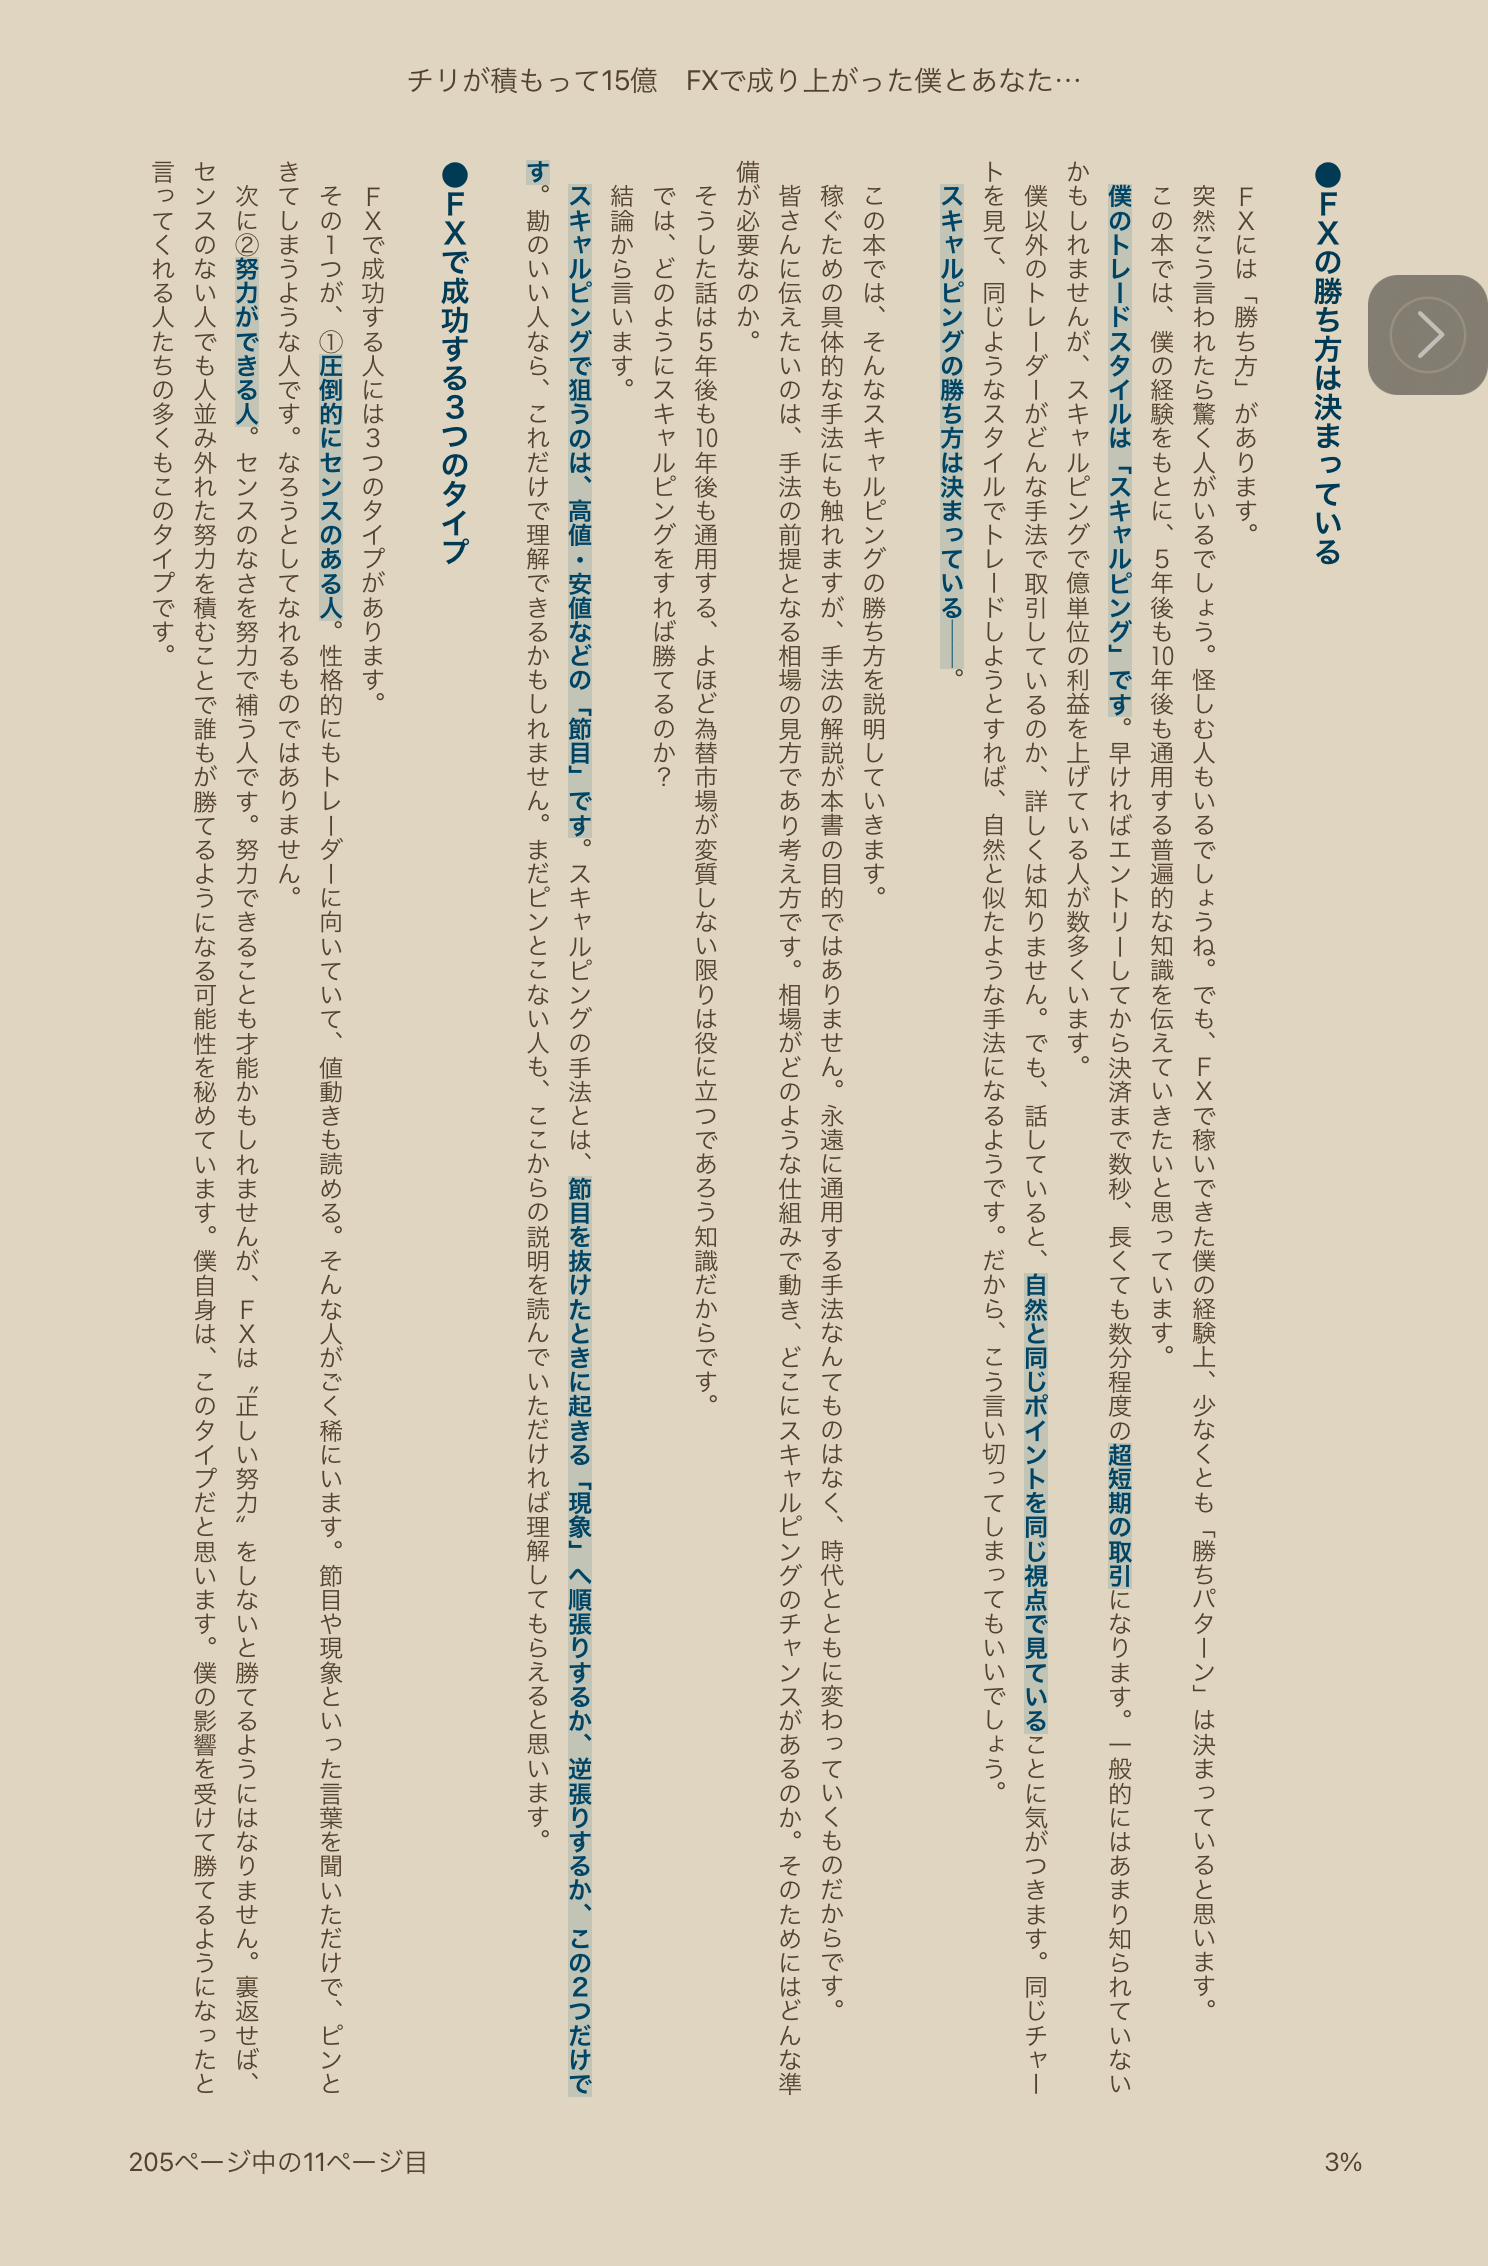 チリが積もって15億　FXで成り上がった僕とあなた…
●ＦＸの勝ち方は決まっている
ＦＸには「勝ち方」があります。
突然こう言われたら驚く人がいるでしょう。怪しむ人もいるでしょうね。でも、ＦＸで稼いできた僕の経験上、少なくとも「勝ちパターン」は決まっていると思います。
この本では、僕の経験をもとに、５年後も10年後も通用する普遍的な知識を伝えていきたいと思っています。
僕のトレードスタイルは「スキャルピング」です。早ければエントリーしてから決済まで数秒、長くても数分程度の超短期の取引になります。一般的にはあまり知られていない
かもしれませんが、スキャルピングで億単位の利益を上げている人が数多くいます。
僕以外のトレーダーがどんな手法で取引しているのか、詳しくは知りません。でも、話していると、自然と同じポイントを同じ視点で見ていることに気がつきます。同じチャー
トを見て、同じようなスタイルでトレードしようとすれば、自然と似たような手法になるようです。だから、こう言い切ってしまってもいいでしょう。
スキャルピングの勝ち方は決まっている――。
この本では、そんなスキャルピングの勝ち方を説明していきます。
稼ぐための具体的な手法にも触れますが、手法の解説が本書の目的ではありません。永遠に通用する手法なんてものはなく、時代とともに変わっていくものだからです。
皆さんに伝えたいのは、手法の前提となる相場の見方であり考え方です。相場がどのような仕組みで動き、どこにスキャルピングのチャンスがあるのか。そのためにはどんな準
備が必要なのか。
そうした話は５年後も10年後も通用する、よほど為替市場が変質しない限りは役に立つであろう知識だからです。
では、どのようにスキャルピングをすれば勝てるのか？
結論から言います。
スキャルピングで狙うのは、高値・安値などの「節目」です。スキャルピングの手法とは、節目を抜けたときに起きる「現象」へ順張りするか、逆張りするか、この２つだけで
す。勘のいい人なら、これだけで理解できるかもしれません。まだピンとこない人も、ここからの説明を読んでいただければ理解してもらえると思います。
●ＦＸで成功する３つのタイプ
ＦＸで成功する人には３つのタイプがあります。
その１つが、①圧倒的にセンスのある人。性格的にもトレーダーに向いていて、値動きも読める。そんな人がごく稀にいます。節目や現象といった言葉を聞いただけで、ピンと
きてしまうような人です。なろうとしてなれるものではありません。
次に②努力ができる人。センスのなさを努力で補う人です。努力できることも才能かもしれませんが、ＦＸは〝正しい努力〟をしないと勝てるようにはなりません。裏返せば、
センスのない人でも人並み外れた努力を積むことで誰もが勝てるようになる可能性を秘めています。僕自身は、このタイプだと思います。僕の影響を受けて勝てるようになったと
言ってくれる人たちの多くもこのタイプです。
205ページ中の11ページ目
3%